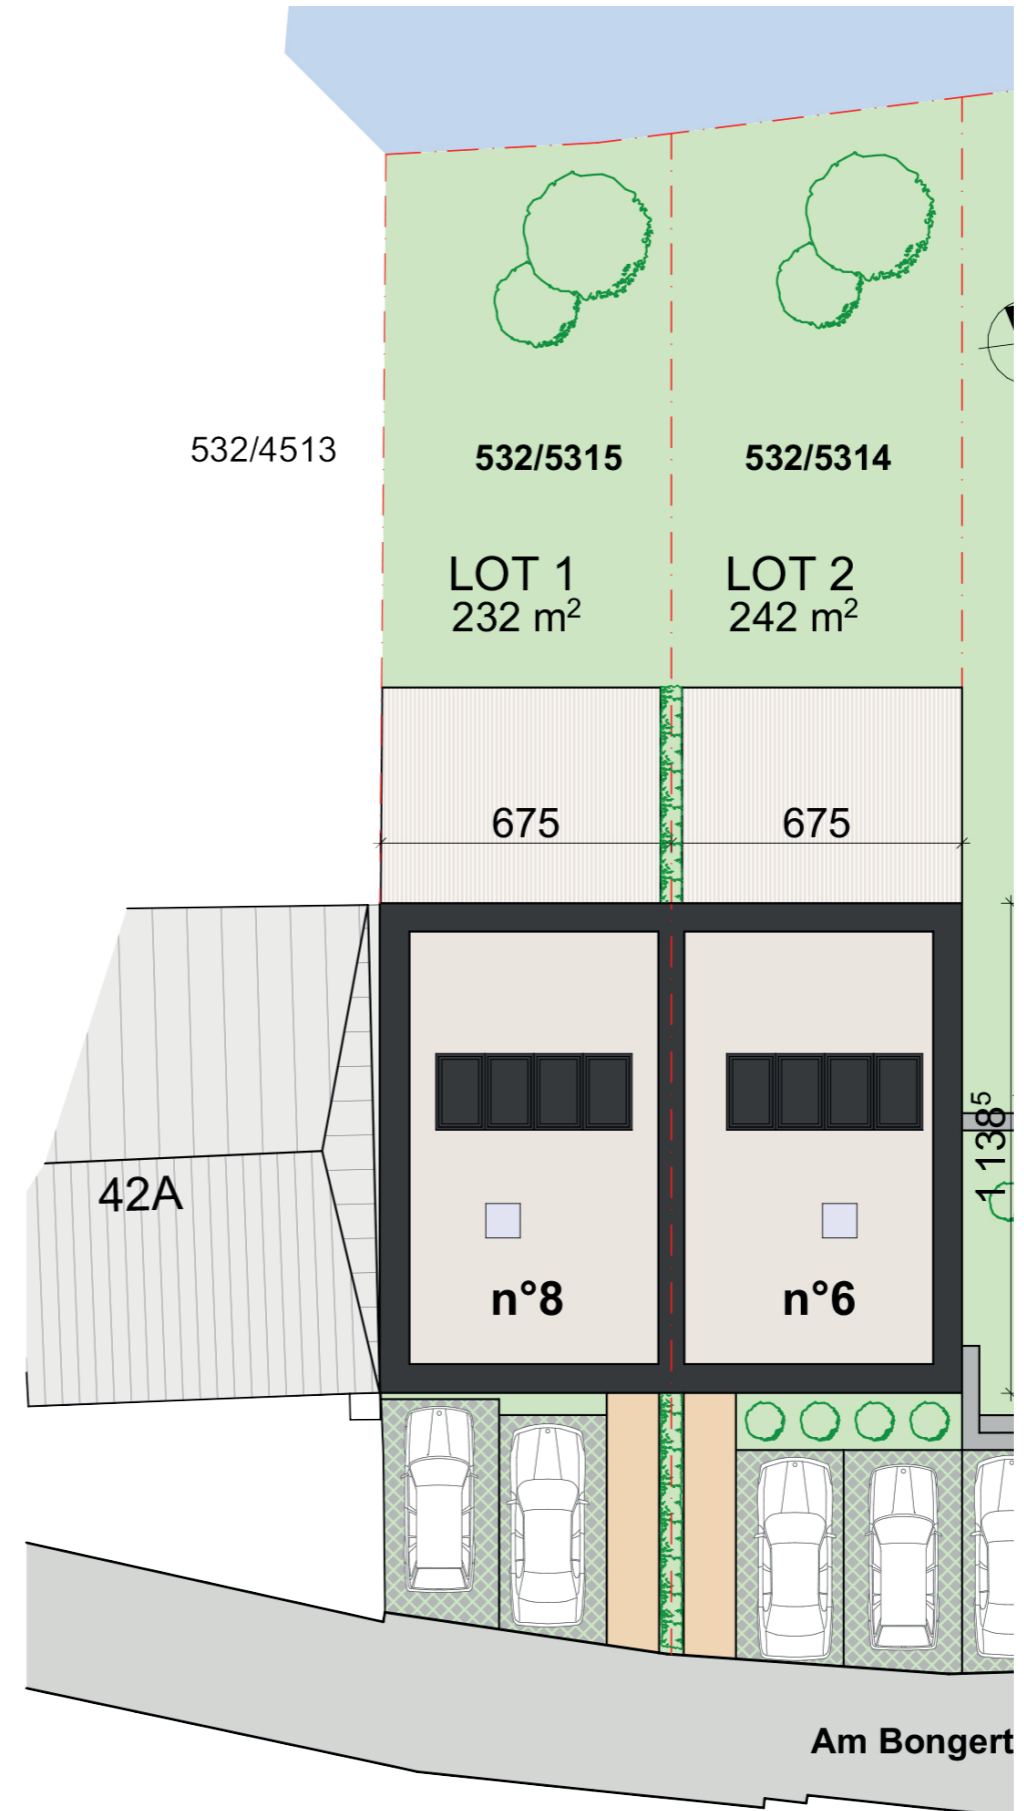 532/4513
532/5315
532/5314
LOT 1
232 m²
LOT 2
242 m²
675
675
1 138⁵
42A
n°8
n°6
Am Bongert